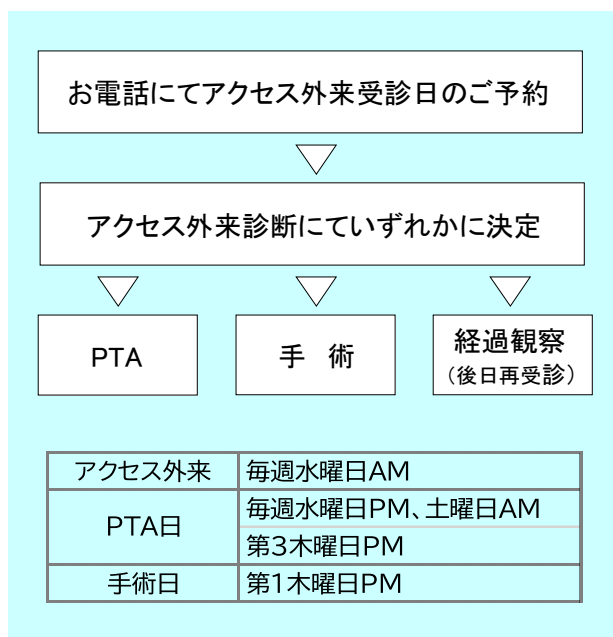 お電話にてアクセス外来受診日のご予約
アクセス外来診断にていずれかに決定
PTA
手 術
経過観察
（後日再受診）
アクセス外来 毎週水曜日AM
PTA日 毎週水曜日PM、土曜日AM
第3木曜日PM
手術日 第1木曜日PM